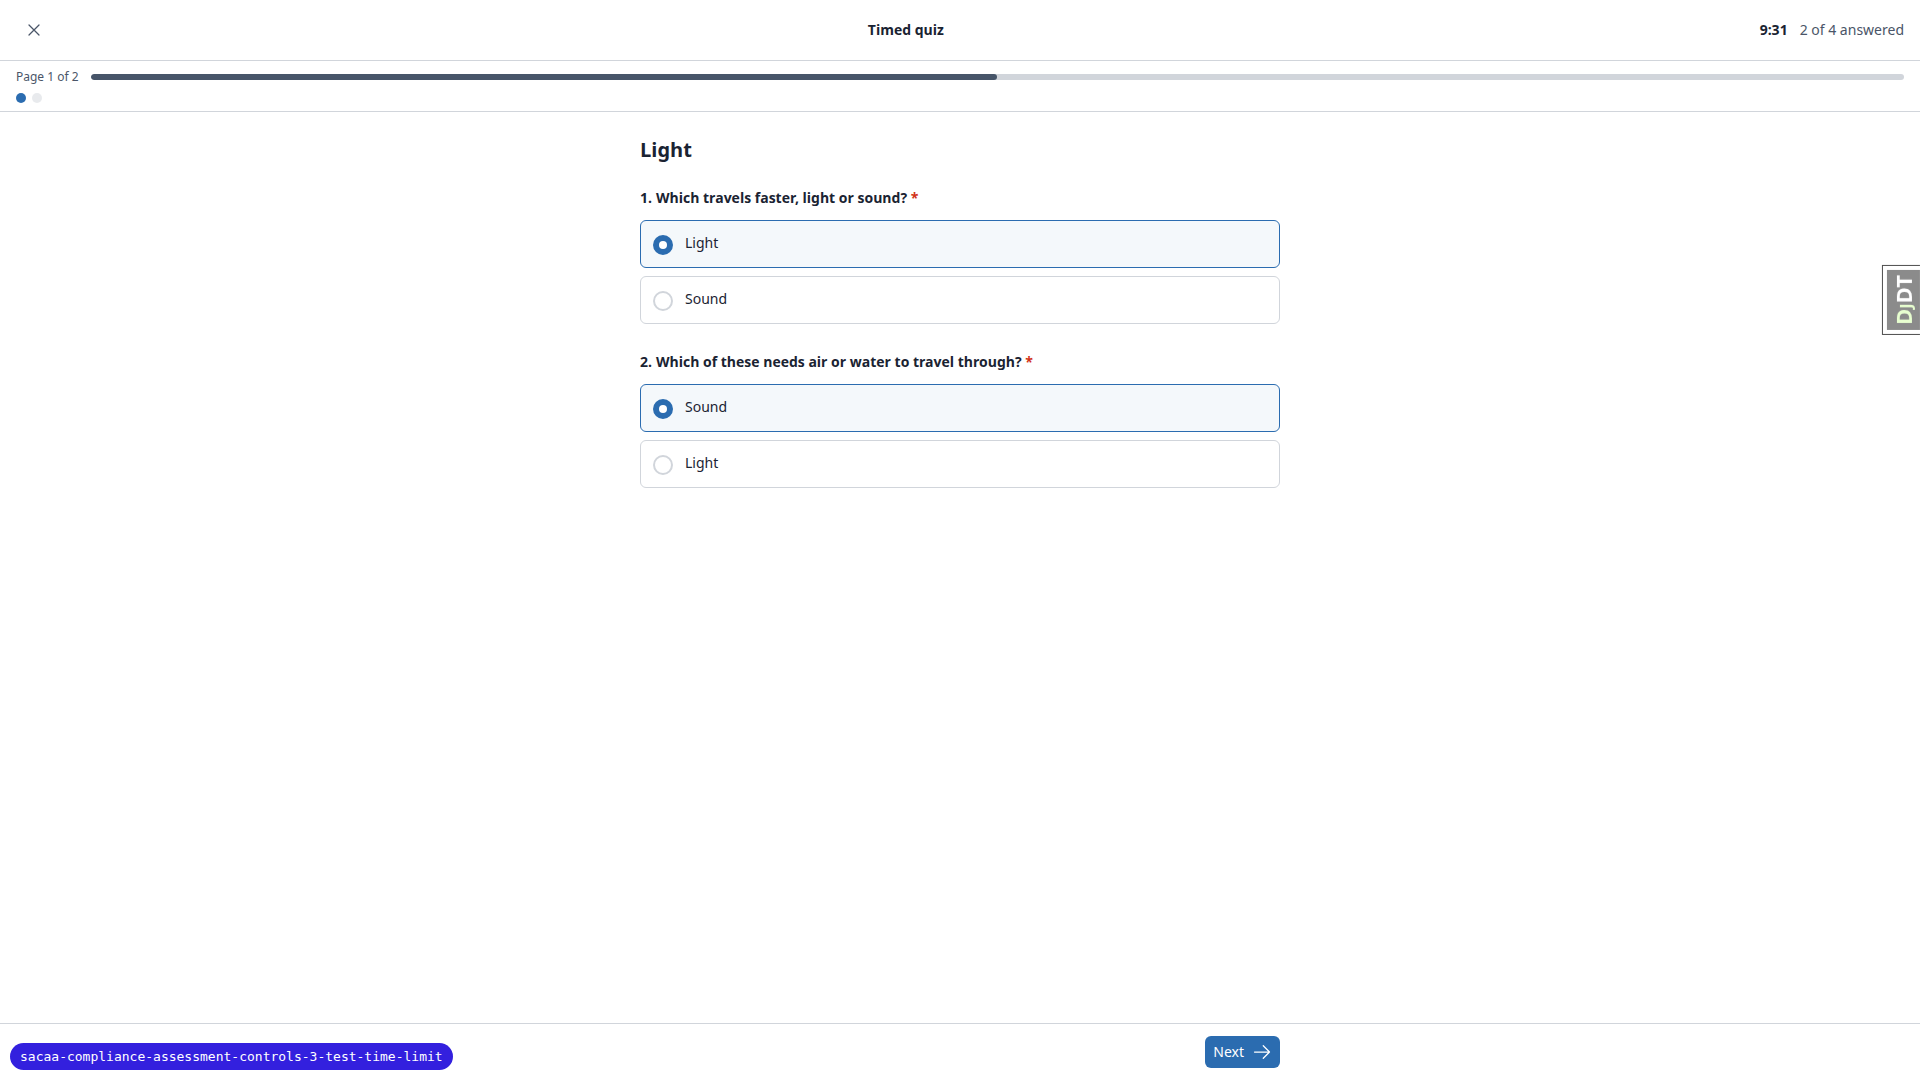 Timed quiz
9:31 2 of 4 answered
Page 1 of 2
Light
1. Which travels faster, light or sound? *
Light
Sound
2. Which of these needs air or water to travel through? *
Sound
Light
DJDT
Next
sacaa-compliance-assessment-controls-3-test-time-limit